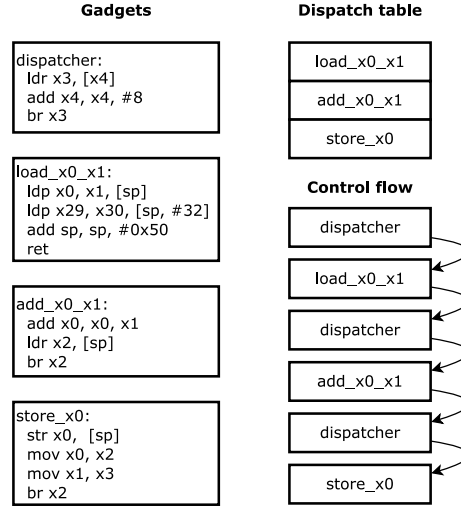 Gadgets
dispatcher:
ldr x3, [x4]
add x4, x4, #8
br x3
load_x0_x1:
ldp x0, x1, [sp]
ldp x29, x30, [sp, #32]
add sp, sp, #0x50
ret
add_x0_x1:
add x0, x0, x1
ldr x2, [sp]
br x2
store_x0:
str x0, [sp]
mov x0, x2
mov x1, x3
br x2
Dispatch table
load_x0_x1
add_x0_x1
store_x0
Control flow
dispatcher
load_x0_x1
dispatcher
add_x0_x1
dispatcher
store_x0